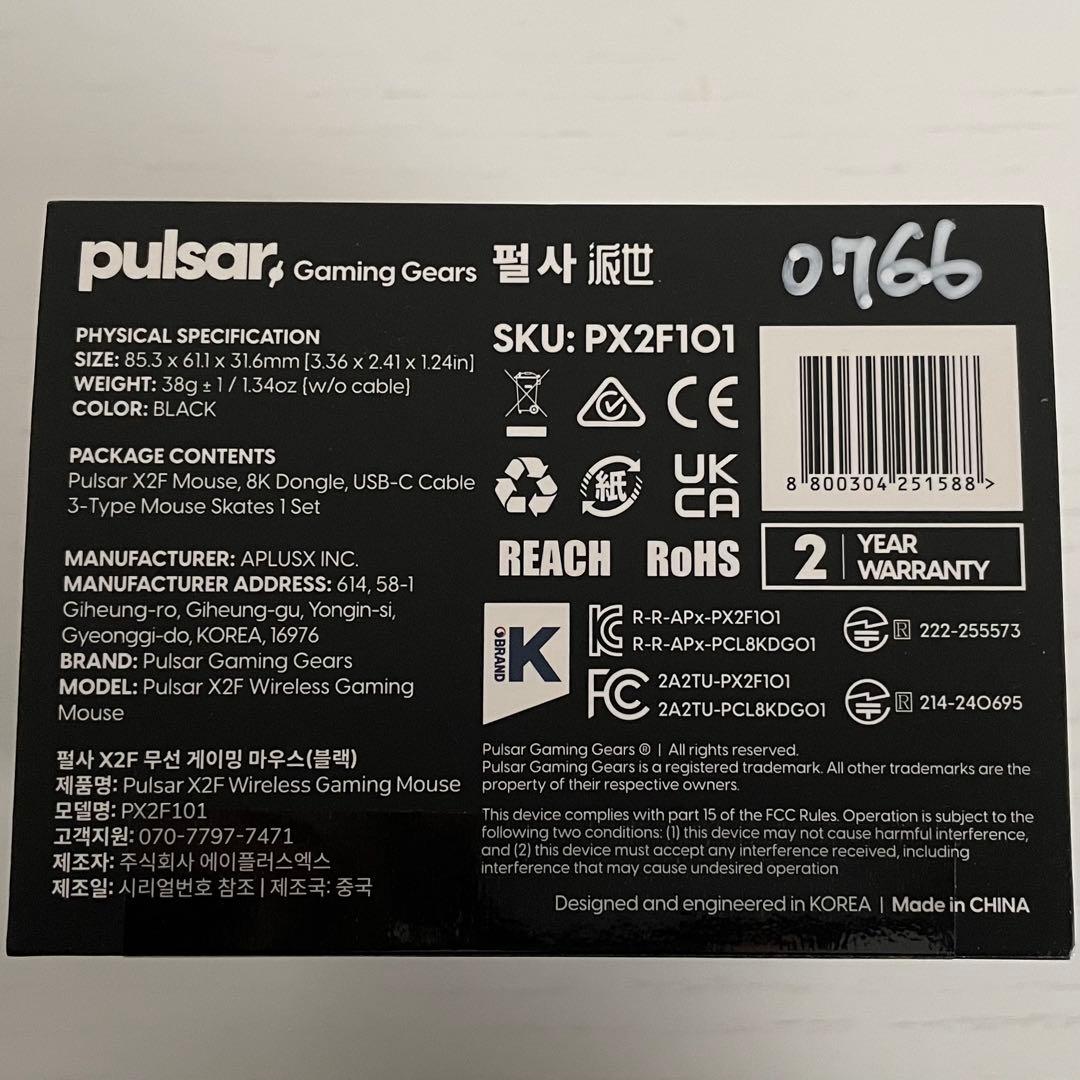 pulsar Gaming Gears 펄사 派世
0766
PHYSICAL SPECIFICATION
SIZE: 85.3 x 61.1 x 31.6mm [3.36 x 2.41 x 1.24in]
WEIGHT: 38g ± 1 / 1.34oz (w/o cable)
COLOR: BLACK
PACKAGE CONTENTS
Pulsar X2F Mouse, 8K Dongle, USB-C Cable
3-Type Mouse Skates 1 Set
MANUFACTURER: APLUSX INC.
MANUFACTURER ADDRESS: 614, 58-1
Giheung-ro, Giheung-gu, Yongin-si,
Gyeonggi-do, KOREA, 16976
BRAND: Pulsar Gaming Gears
MODEL: Pulsar X2F Wireless Gaming
Mouse
펄사 X2F 무선 게이밍 마우스(블랙)
제품명: Pulsar X2F Wireless Gaming Mouse
모델명: PX2F101
고객지원: 070-7797-7471
제조자: 주식회사 에이플러스엑스
제조일: 시리얼번호 참조 | 제조국: 중국
SKU: PX2F101
CE
紙
UK
CA
REACH RoHS
8 800304 251588 >
2 YEAR
WARRANTY
BRAND K
KC R-R-APx-PX2F101
R-R-APx-PCL8KDG01
FC 2A2TU-PX2F101
2A2TU-PCL8KDG01
R 222-255573
R 214-240695
Pulsar Gaming Gears ® | All rights reserved.
Pulsar Gaming Gears is a registered trademark. All other trademarks are the
property of their respective owners.
This device complies with part 15 of the FCC Rules. Operation is subject to the
following two conditions: (1) this device may not cause harmful interference,
and (2) this device must accept any interference received, including
interference that may cause undesired operation
Designed and engineered in KOREA | Made in CHINA